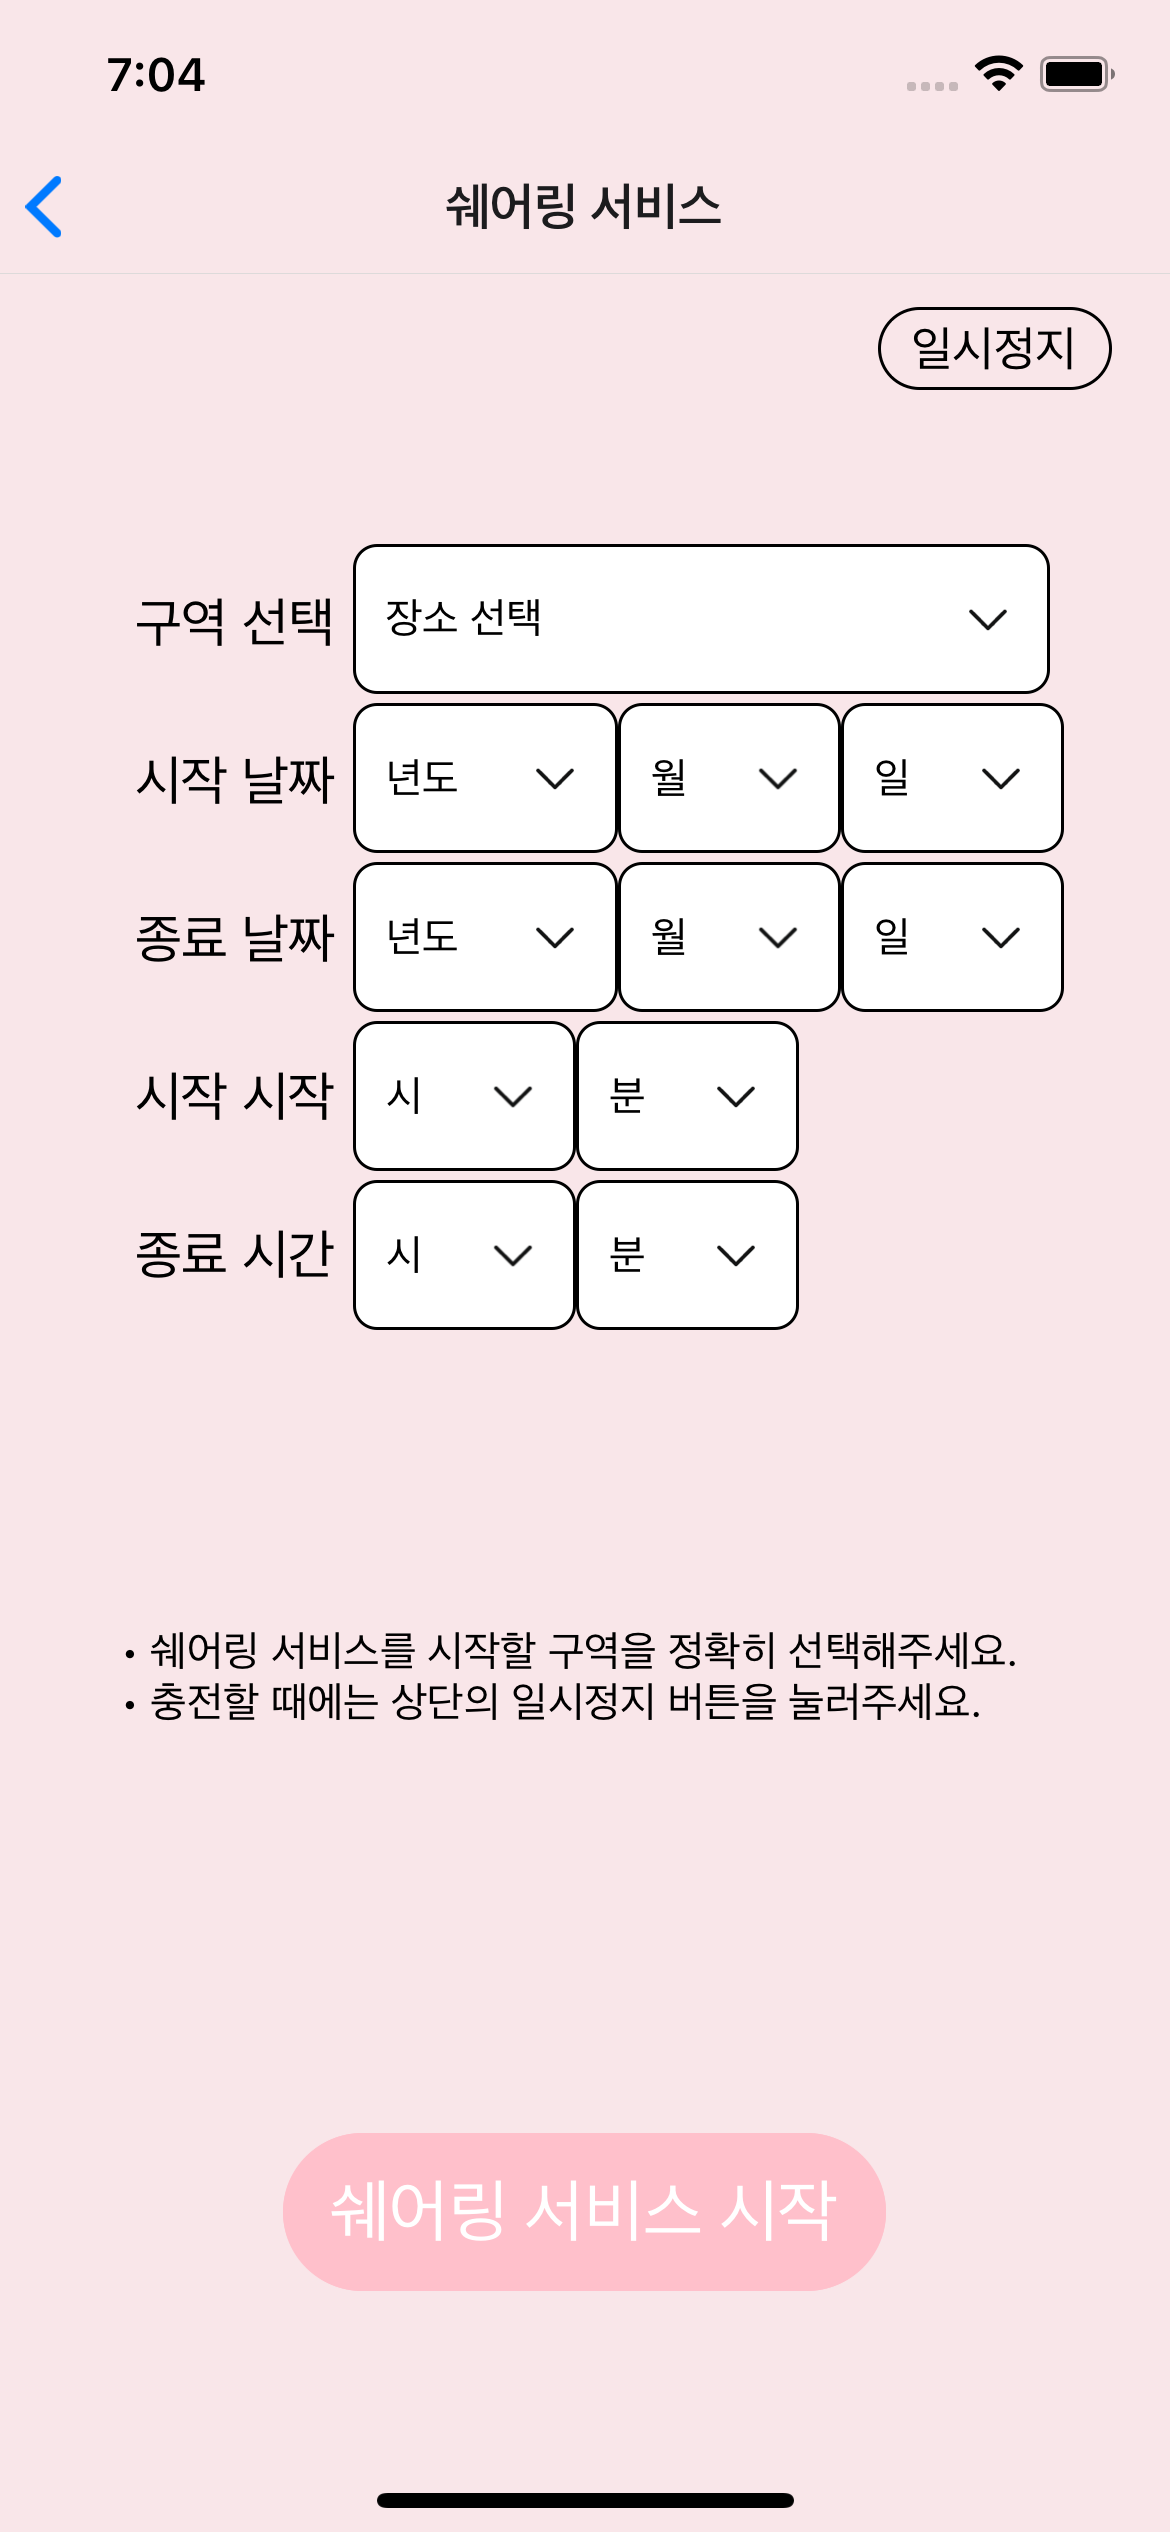 7:04
쉐어링 서비스
일시정지
구역 선택 장소 선택
시작 날짜 년도 월 일
종료 날짜 년도 월 일
시작 시작 시 분
종료 시간 시 분
• 쉐어링 서비스를 시작할 구역을 정확히 선택해주세요.
• 충전할 때에는 상단의 일시정지 버튼을 눌러주세요.
쉐어링 서비스 시작